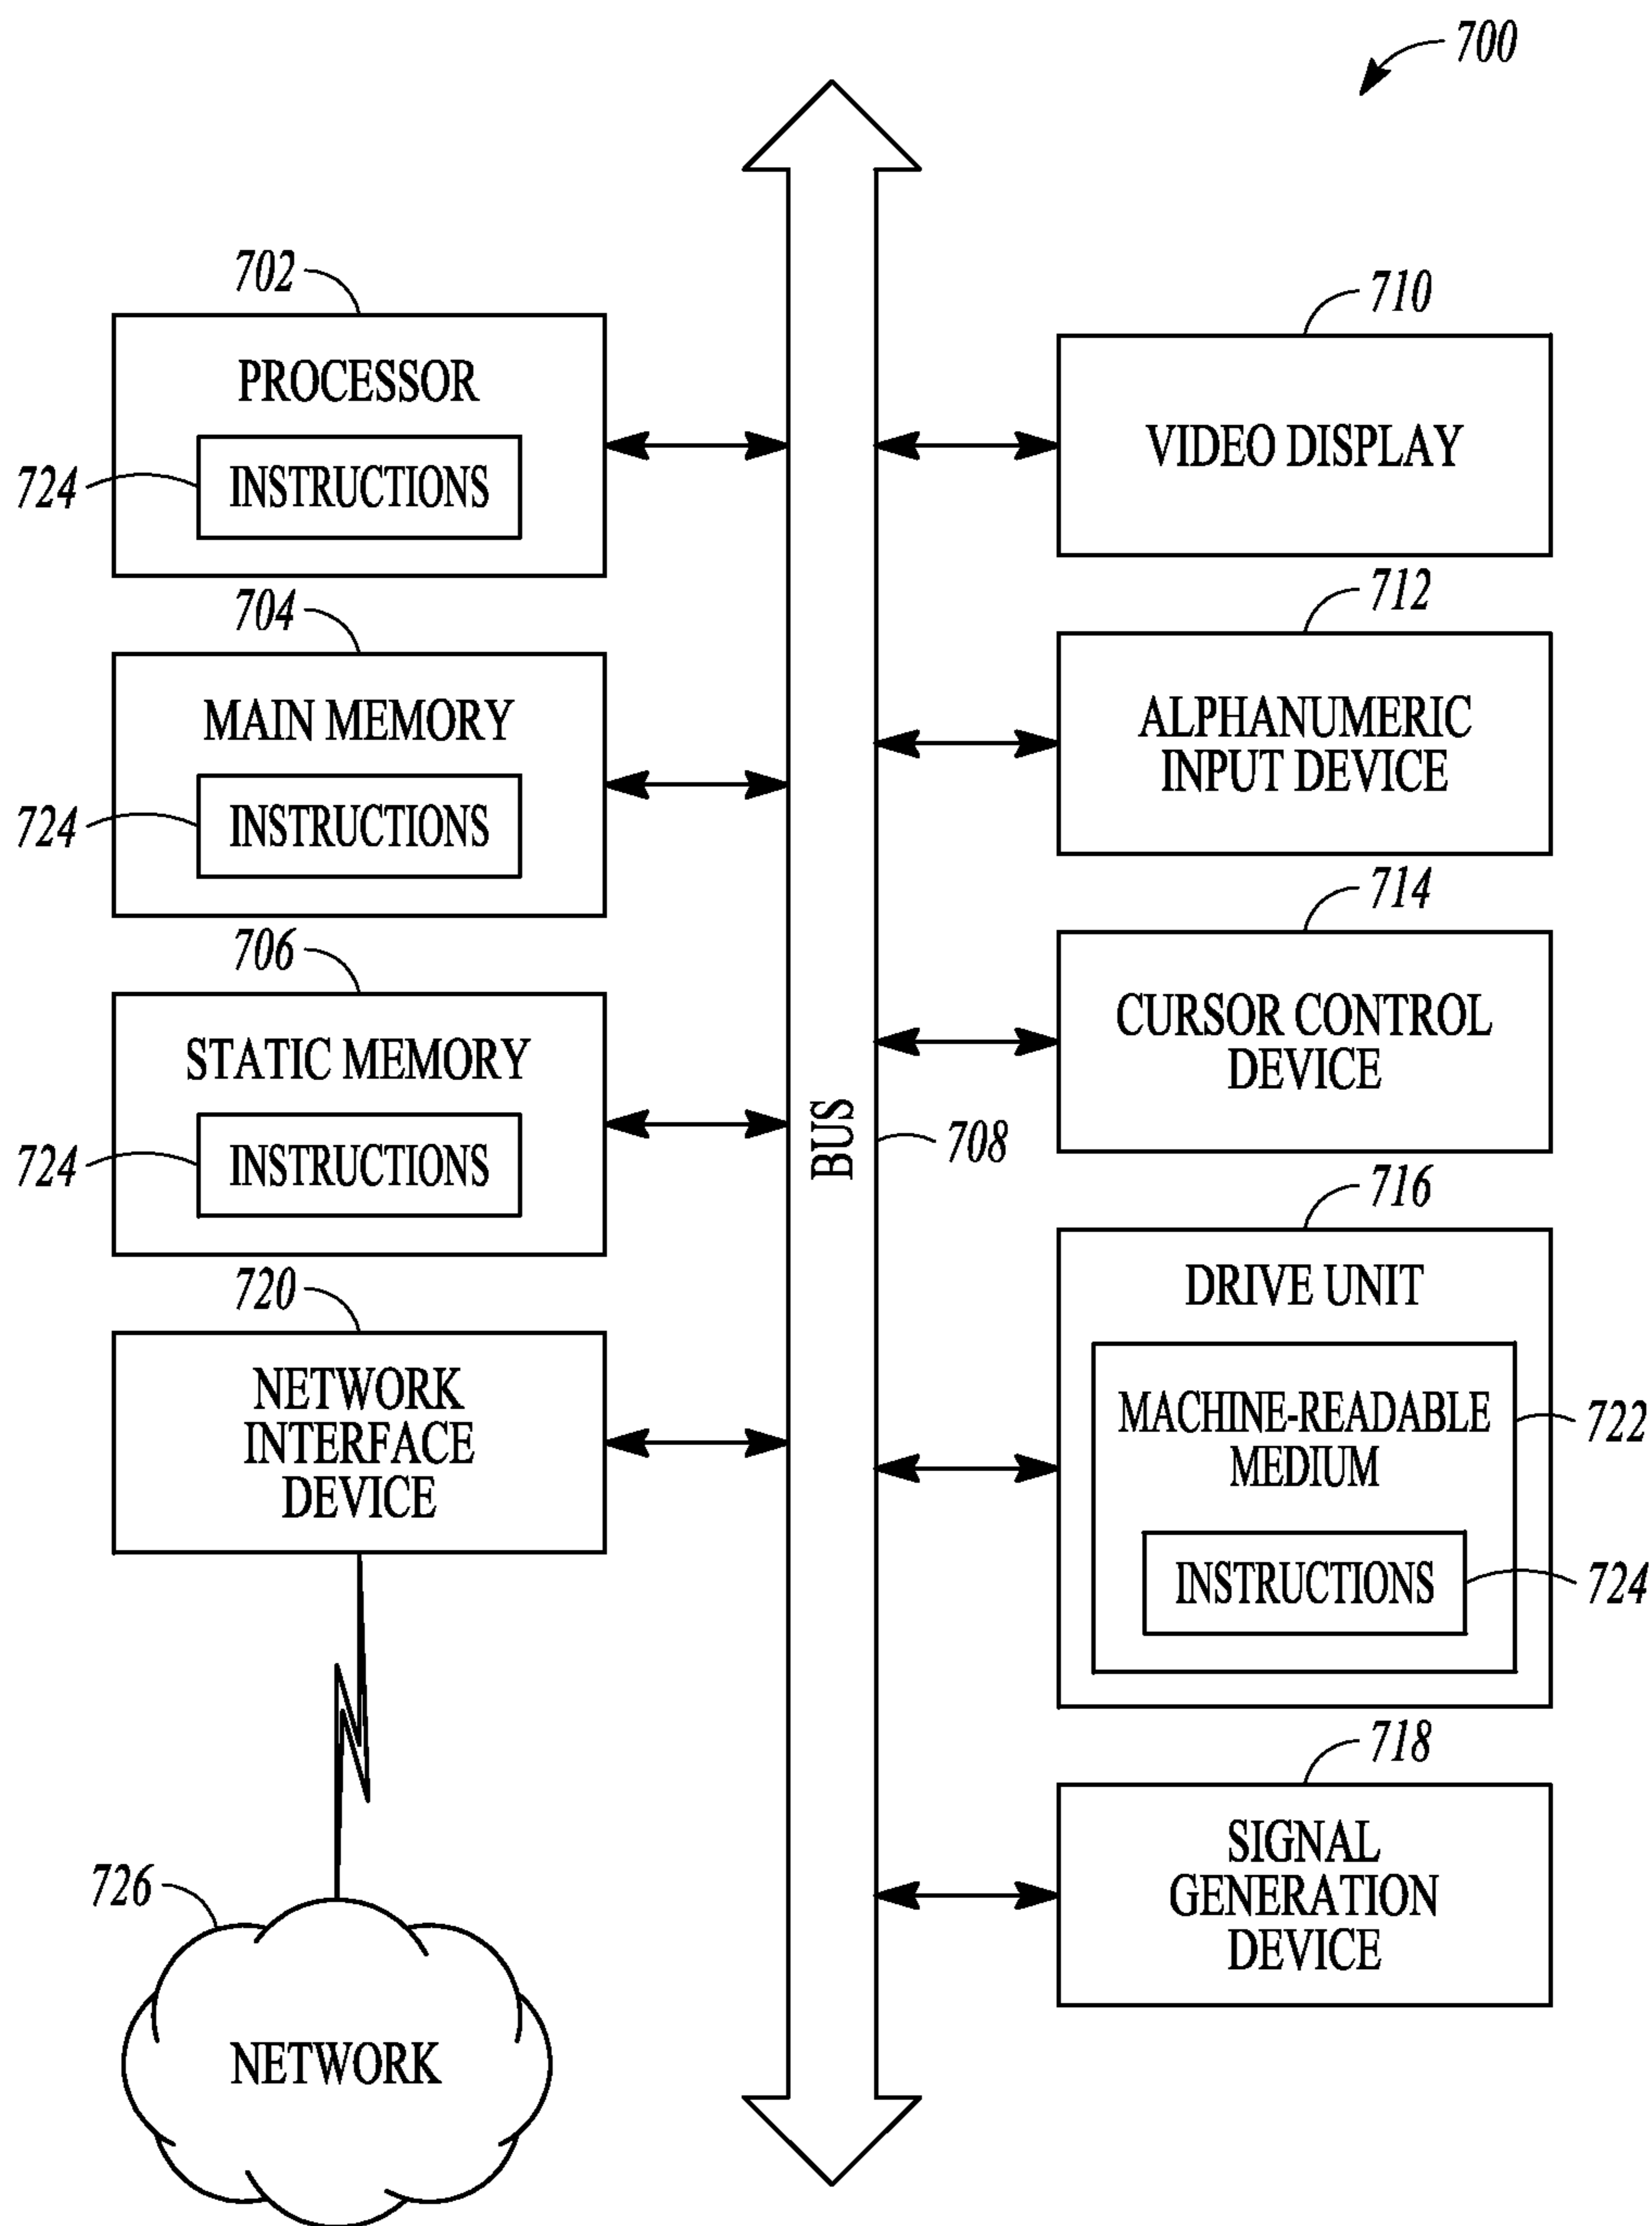 700
702
PROCESSOR
724
INSTRUCTIONS
704
MAIN MEMORY
724
INSTRUCTIONS
706
STATIC MEMORY
724
INSTRUCTIONS
720
NETWORK
INTERFACE
DEVICE
726
NETWORK
BUS
708
710
VIDEO DISPLAY
712
ALPHANUMERIC
INPUT DEVICE
714
CURSOR CONTROL
DEVICE
716
DRIVE UNIT
MACHINE-READABLE
MEDIUM
722
INSTRUCTIONS
724
718
SIGNAL
GENERATION
DEVICE